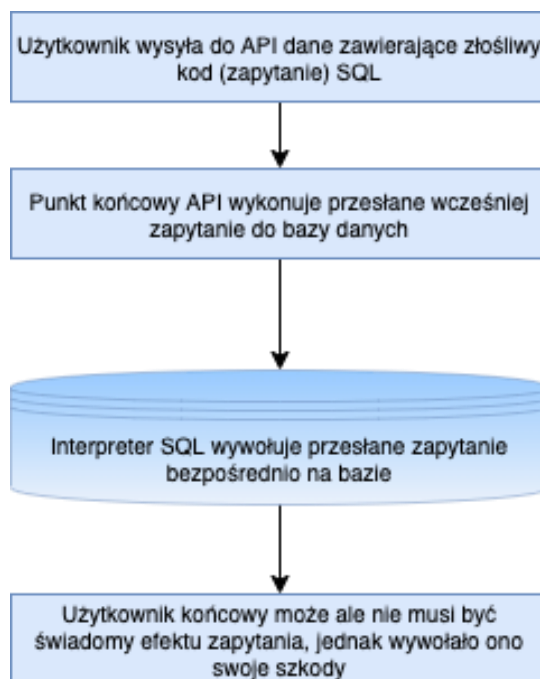 Użytkownik wysyła do API dane zawierające złośliwy
kod (zapytanie) SQL
Punkt końcowy API wykonuje przesłane wcześniej
zapytanie do bazy danych
Interpreter SQL wywołuje przesłane zapytanie
bezpośrednio na bazie
Użytkownik końcowy może ale nie musi być
świadomy efektu zapytania, jednak wywołało ono
swoje szkody